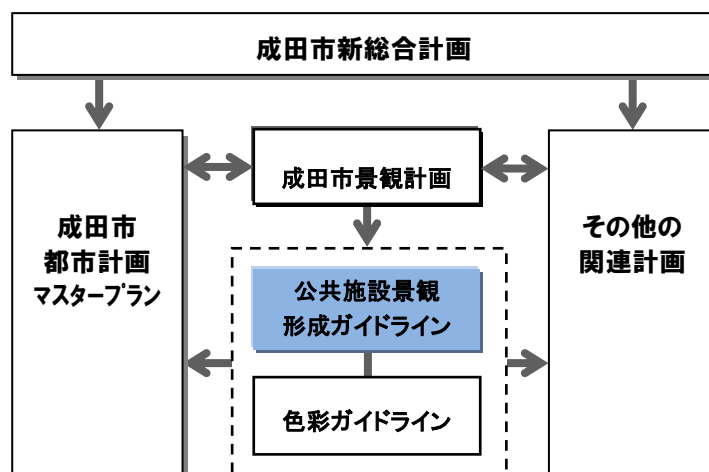 成田市新総合計画
成田市景観計画
成田市
都市計画
マスタープラン
その他の
関連計画
公共施設景観
形成ガイドライン
色彩ガイドライン